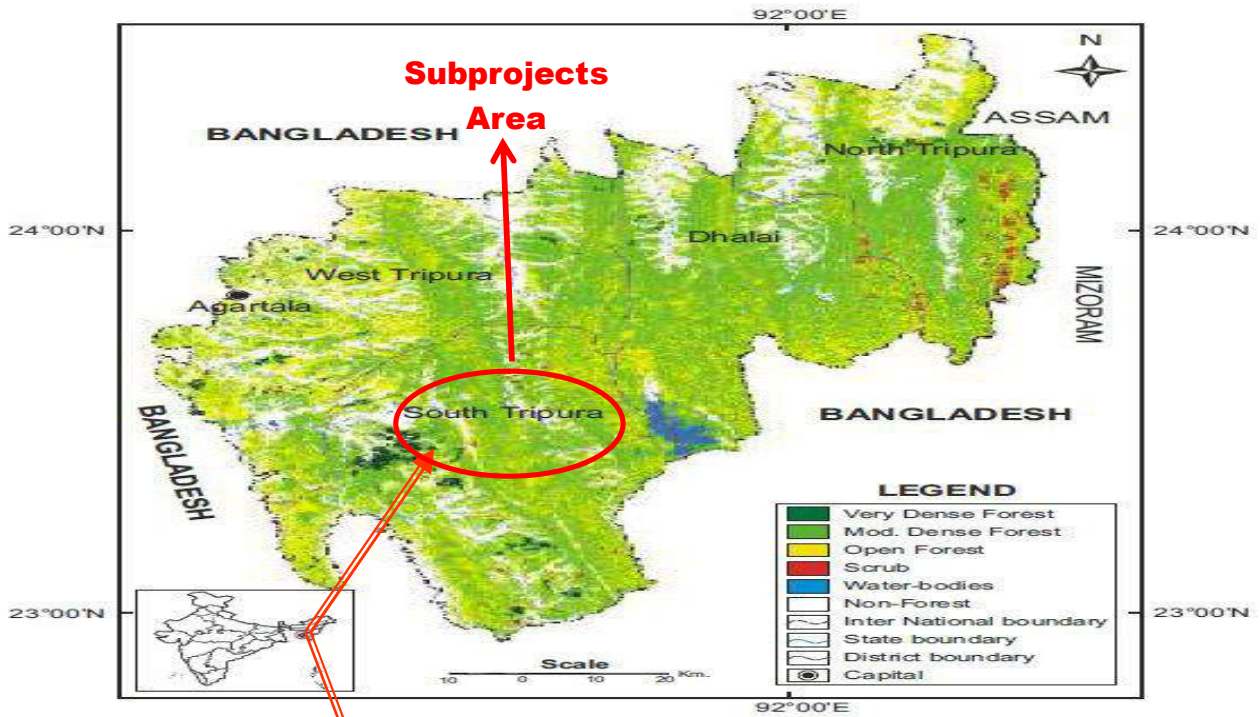 92°00'E
N
Subprojects
Area
BANGLADESH
ASSAM
North Tripura
24°00'N
24°00'N
Dhalai
West Tripura
Agartala
MIZORAM
South Tripura
BANGLADESH
BANGLADESH
LEGEND
Very Dense Forest
Mod. Dense Forest
Open Forest
Scrub
Water-bodies
Non-Forest
Inter National boundary
State boundary
District boundary
Capital
23°00'N
23°00'N
Scale
10 0 10 20 Km.
92°00'E